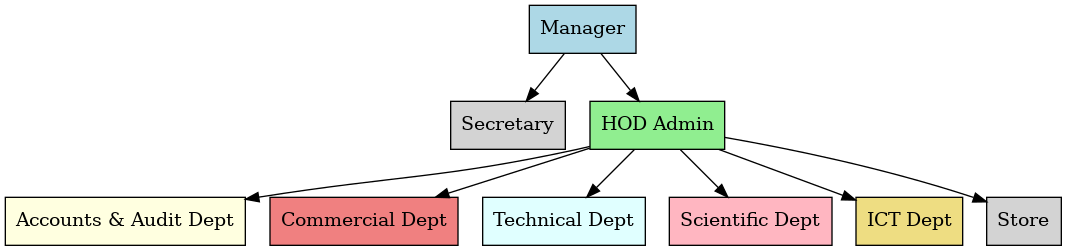 Manager
Secretary
HOD Admin
Accounts & Audit Dept
Commercial Dept
Technical Dept
Scientific Dept
ICT Dept
Store